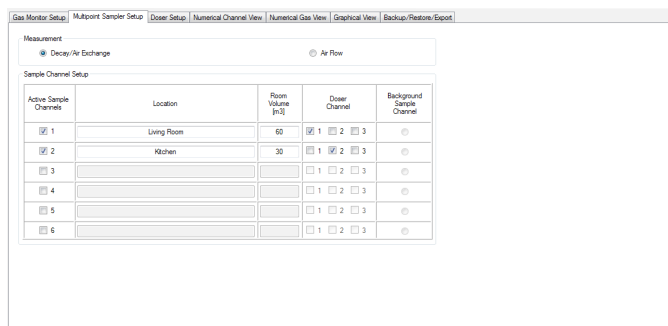 Gas Monitor Setup Multipoint Sampler Setup Doser Setup Numerical Channel View Numerical Gas View Graphical View Backup/Restore/Export
Measurement
Decay/Air Exchange Air Flow
Sample Channel Setup
Active Sample Channels Location Room Volume [m3] Doser Channel Background Sample Channel
1 Living Room 60 1 2 3
2 Kitchen 30 1 2 3
3 1 2 3
4 1 2 3
5 1 2 3
6 1 2 3